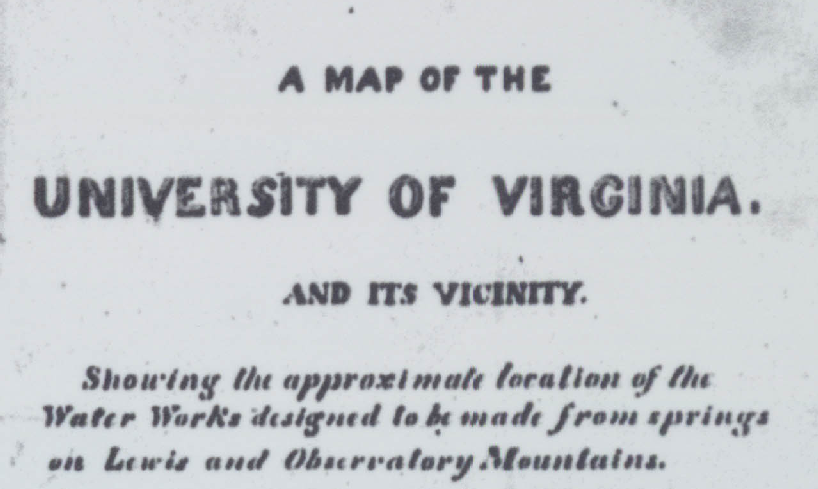 A MAP OF THE
UNIVERSITY OF VIRGINIA.
AND ITS VICINITY.
Showing the approximate location of the
Water Works designed to be made from springs
on Lewis and Observatory Mountains.